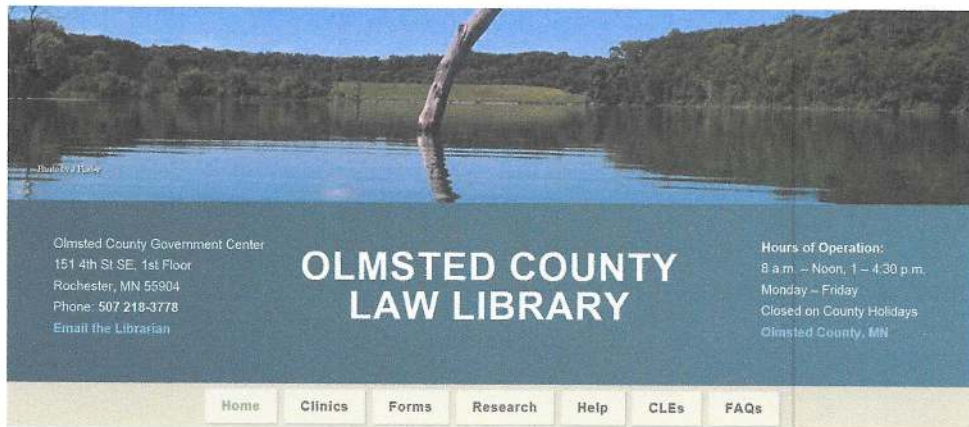 Photo by J
Olmsted County Government Center
151 4th St SE, 1st Floor
Rochester, MN 55904
Phone: 507 218-3778
Email the Librarian
OLMSTED COUNTY
LAW LIBRARY
Hours of Operation:
8 a.m. – Noon, 1 – 4:30 p.m.
Monday – Friday
Closed on County Holidays
Olmsted County, MN
Home
Clinics
Forms
Research
Help
CLEs
FAQs